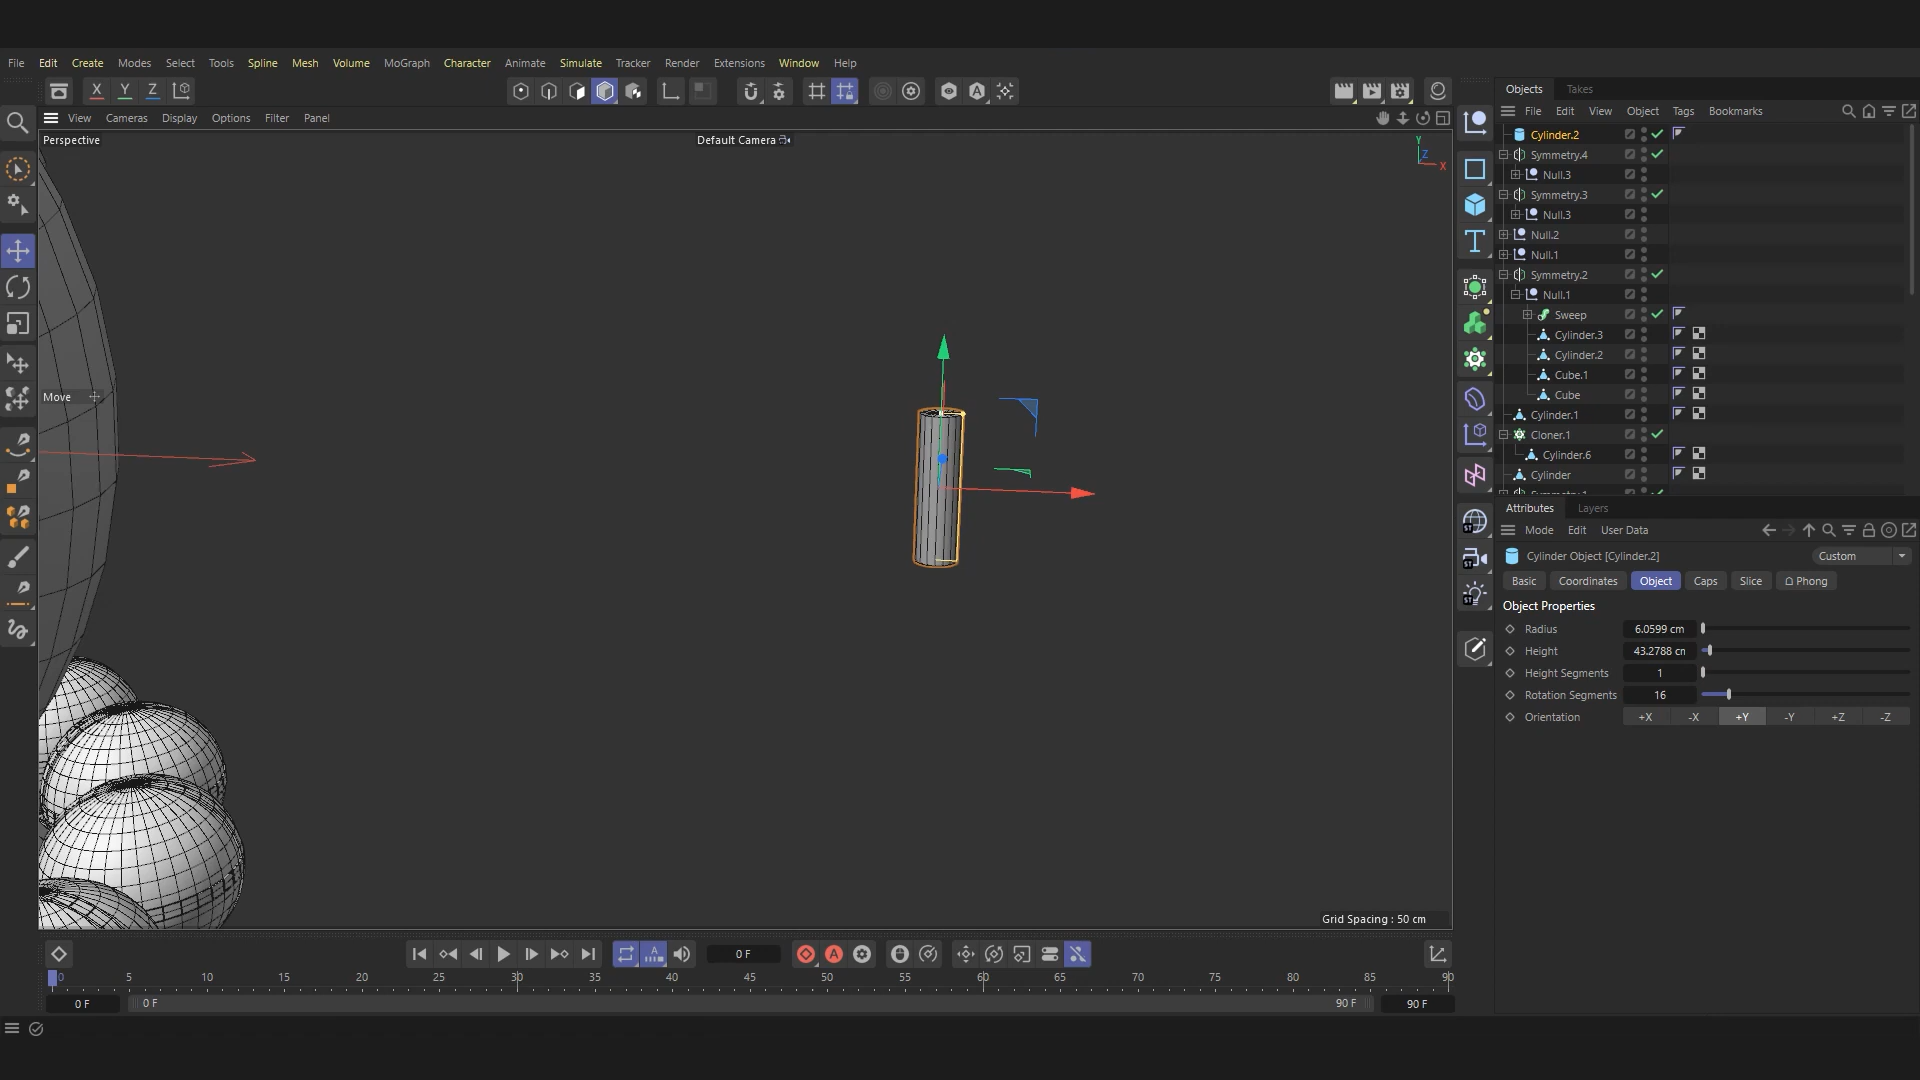 File Edit Create Modes Select Tools Spline Mesh Volume MoGraph Character Animate Simulate Tracker Render Extensions Window Help
X Y Z
View Cameras Display Options Filter Panel
Perspective
Default Camera
Y
Z
X
Move
Grid Spacing : 50 cm
Objects Takes
File Edit View Object Tags Bookmarks
Cylinder.2
Symmetry.4
Null.3
Symmetry.3
Null.3
Null.2
Null.1
Symmetry.2
Null.1
Sweep
Cylinder.3
Cylinder.2
Cube.1
Cube
Cylinder.1
Cloner.1
Cylinder.6
Cylinder
Attributes Layers
Mode Edit User Data
Cylinder Object [Cylinder.2] Custom
Basic Coordinates Object Caps Slice Phong
Object Properties
Radius 6.0599 cm
Height 43.2788 cn
Height Segments 1
Rotation Segments 16
Orientation +X -X +Y -Y +Z -Z
0 F
0 5 10 15 20 25 30 35 40 45 50 55 60 65 70 75 80 85 90
0 F 0 F 90 F 90 F